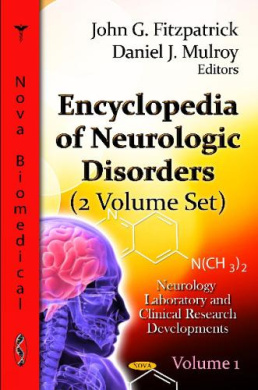 John G. Fitzpatrick
Daniel J. Mulroy
Editors
Nova Biomedical
Encyclopedia
of Neurologic
Disorders
(2 Volume Set)
N
N(CH3)2
Neurology
Laboratory and
Clinical Research
Developments
NOVA
Volume 1